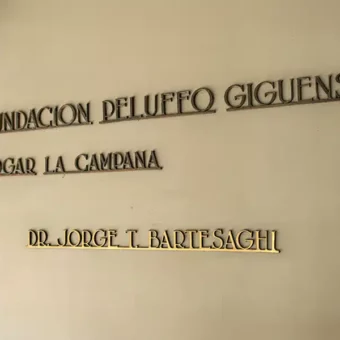 UNDACION PELUFFO GIGUENS
OGAR LA CAMPANA
DR. JORGE T. BARTESAGHI